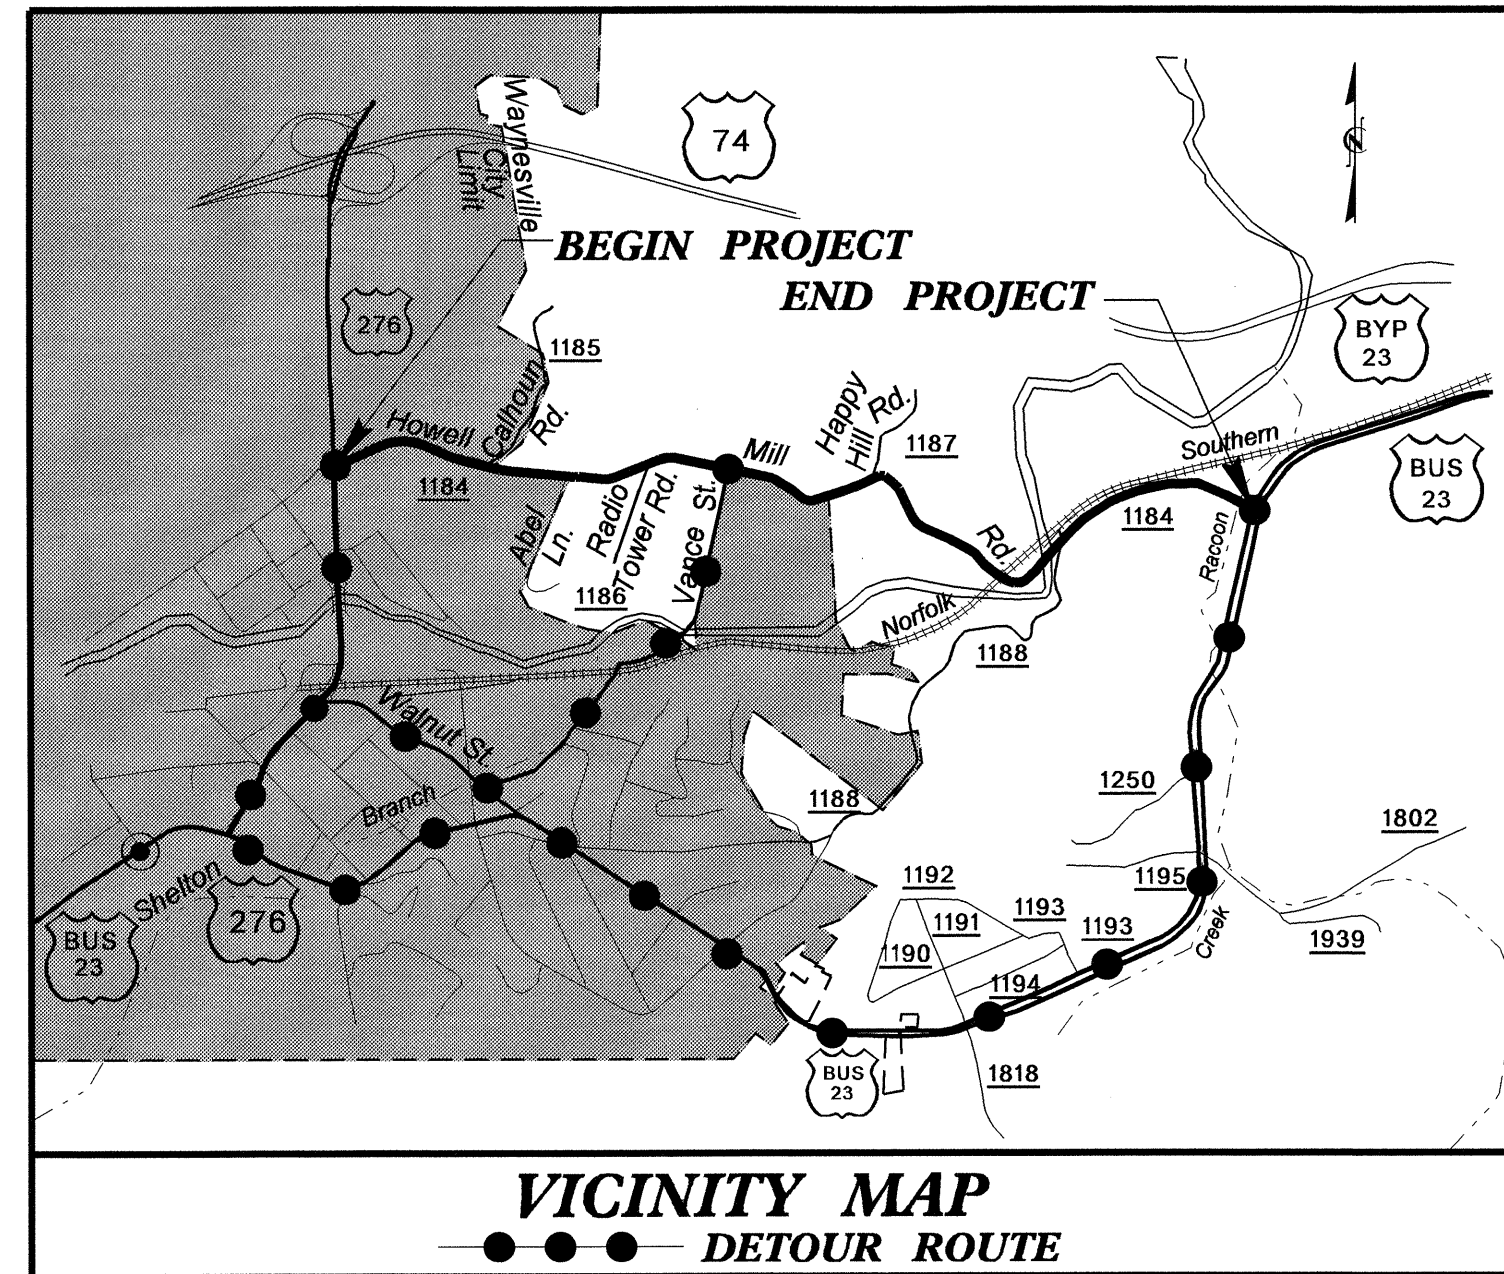 Waynesville
City
Limit
74
BEGIN PROJECT
END PROJECT
276
BYP
23
1185
Calhoun
Rd.
Howell
Mill
Happy
Hill Rd.
1187
Southern
BUS
23
1184
1184
Abel
Ln.
Radio
Tower Rd.
Vance St.
Rd.
Racoon
1186
Norfolk
1188
Walnut St.
Branch
1188
1250
1802
Shelton
276
BUS
23
1192
1195
1193
1191
1193
1190
1939
Creek
1194
BUS
23
1818
VICINITY MAP
DETOUR ROUTE